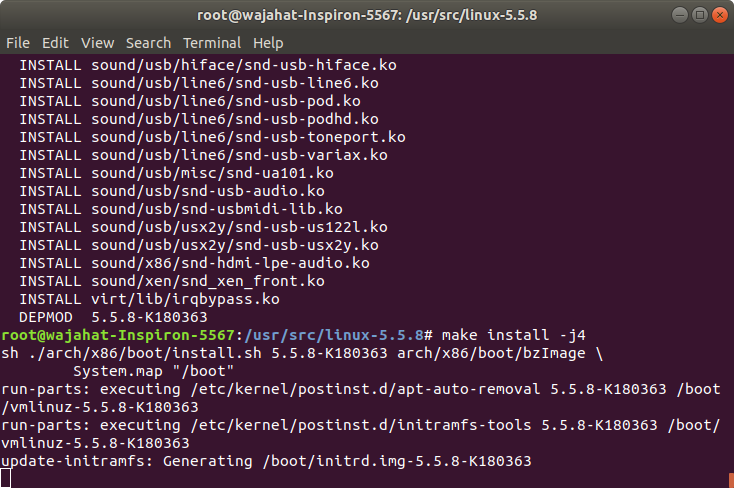 root@wajahat-Inspiron-5567: /usr/src/linux-5.5.8
File Edit View Search Terminal Help
INSTALL sound/usb/hiface/snd-usb-hiface.ko
INSTALL sound/usb/line6/snd-usb-line6.ko
INSTALL sound/usb/line6/snd-usb-pod.ko
INSTALL sound/usb/line6/snd-usb-podhd.ko
INSTALL sound/usb/line6/snd-usb-toneport.ko
INSTALL sound/usb/line6/snd-usb-variax.ko
INSTALL sound/usb/misc/snd-ua101.ko
INSTALL sound/usb/snd-usb-audio.ko
INSTALL sound/usb/snd-usbmidi-lib.ko
INSTALL sound/usb/usx2y/snd-usb-us122l.ko
INSTALL sound/usb/usx2y/snd-usb-usx2y.ko
INSTALL sound/x86/snd-hdmi-lpe-audio.ko
INSTALL sound/xen/snd_xen_front.ko
INSTALL virt/lib/irqbypass.ko
DEPMOD 5.5.8-K180363
root@wajahat-Inspiron-5567:/usr/src/linux-5.5.8# make install -j4
sh ./arch/x86/boot/install.sh 5.5.8-K180363 arch/x86/boot/bzImage \
System.map "/boot"
run-parts: executing /etc/kernel/postinst.d/apt-auto-removal 5.5.8-K180363 /boot
/vmlinuz-5.5.8-K180363
run-parts: executing /etc/kernel/postinst.d/initramfs-tools 5.5.8-K180363 /boot/
vmlinuz-5.5.8-K180363
update-initramfs: Generating /boot/initrd.img-5.5.8-K180363